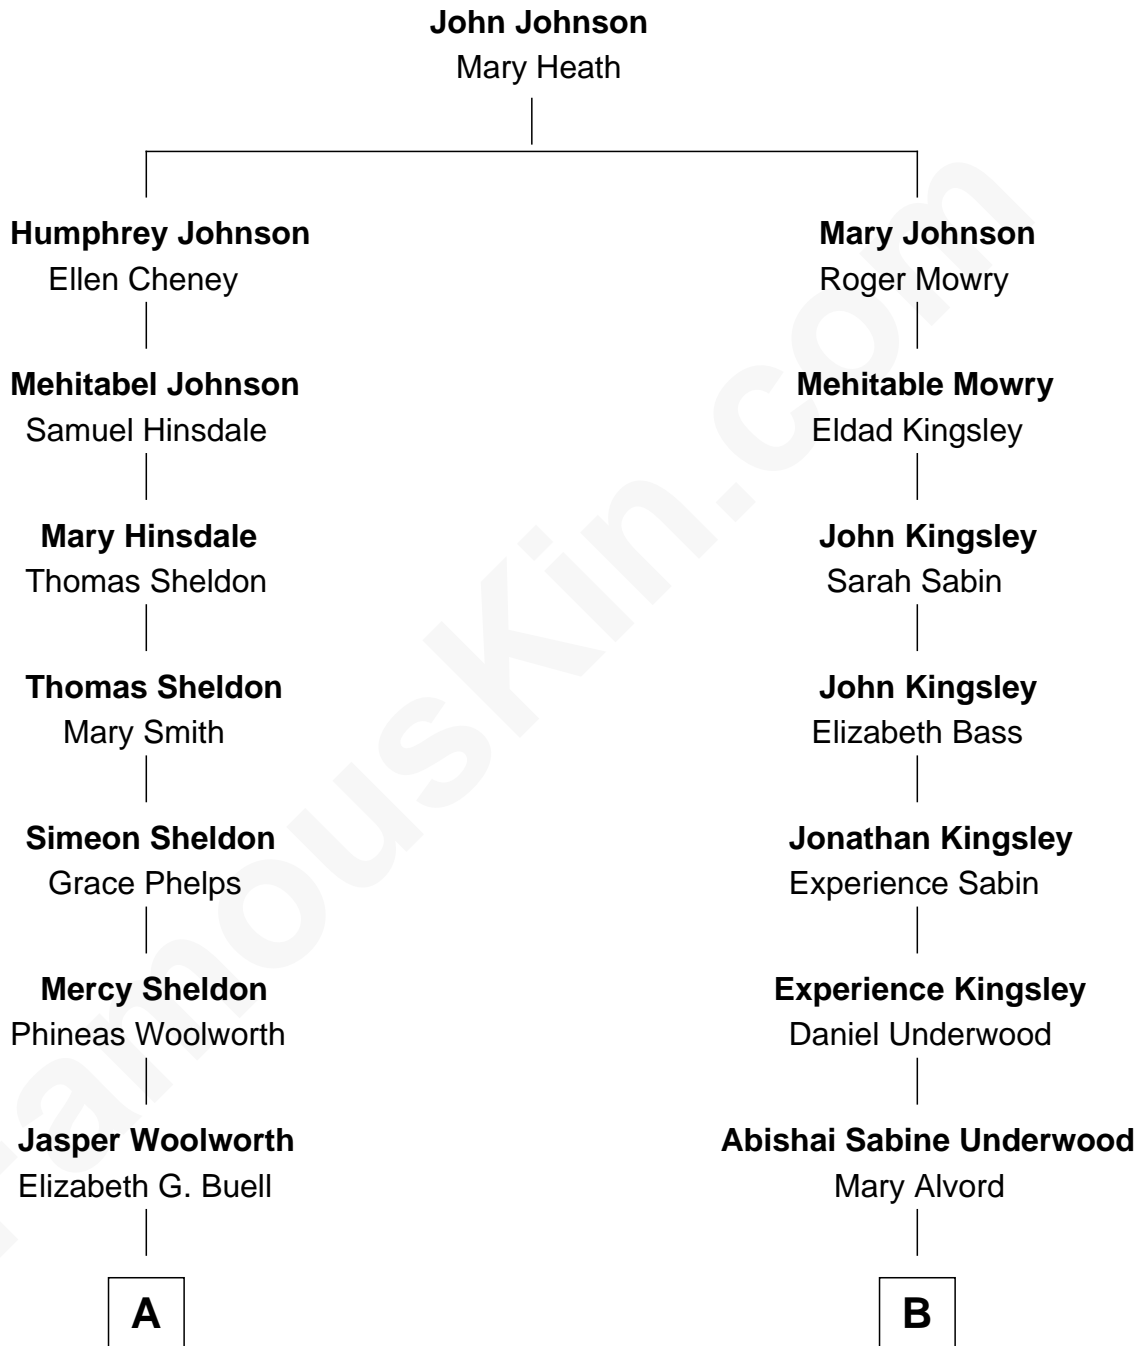 John Johnson
Mary Heath
Humphrey Johnson
Ellen Cheney
Mary Johnson
Roger Mowry
Mehitabel Johnson
Samuel Hinsdale
Mehitable Mowry
Eldad Kingsley
Mary Hinsdale
Thomas Sheldon
John Kingsley
Sarah Sabin
Thomas Sheldon
Mary Smith
John Kingsley
Elizabeth Bass
Simeon Sheldon
Grace Phelps
Jonathan Kingsley
Experience Sabin
Mercy Sheldon
Phineas Woolworth
Experience Kingsley
Daniel Underwood
Jasper Woolworth
Elizabeth G. Buell
Abishai Sabine Underwood
Mary Alvord
A
B
FamousKin.com